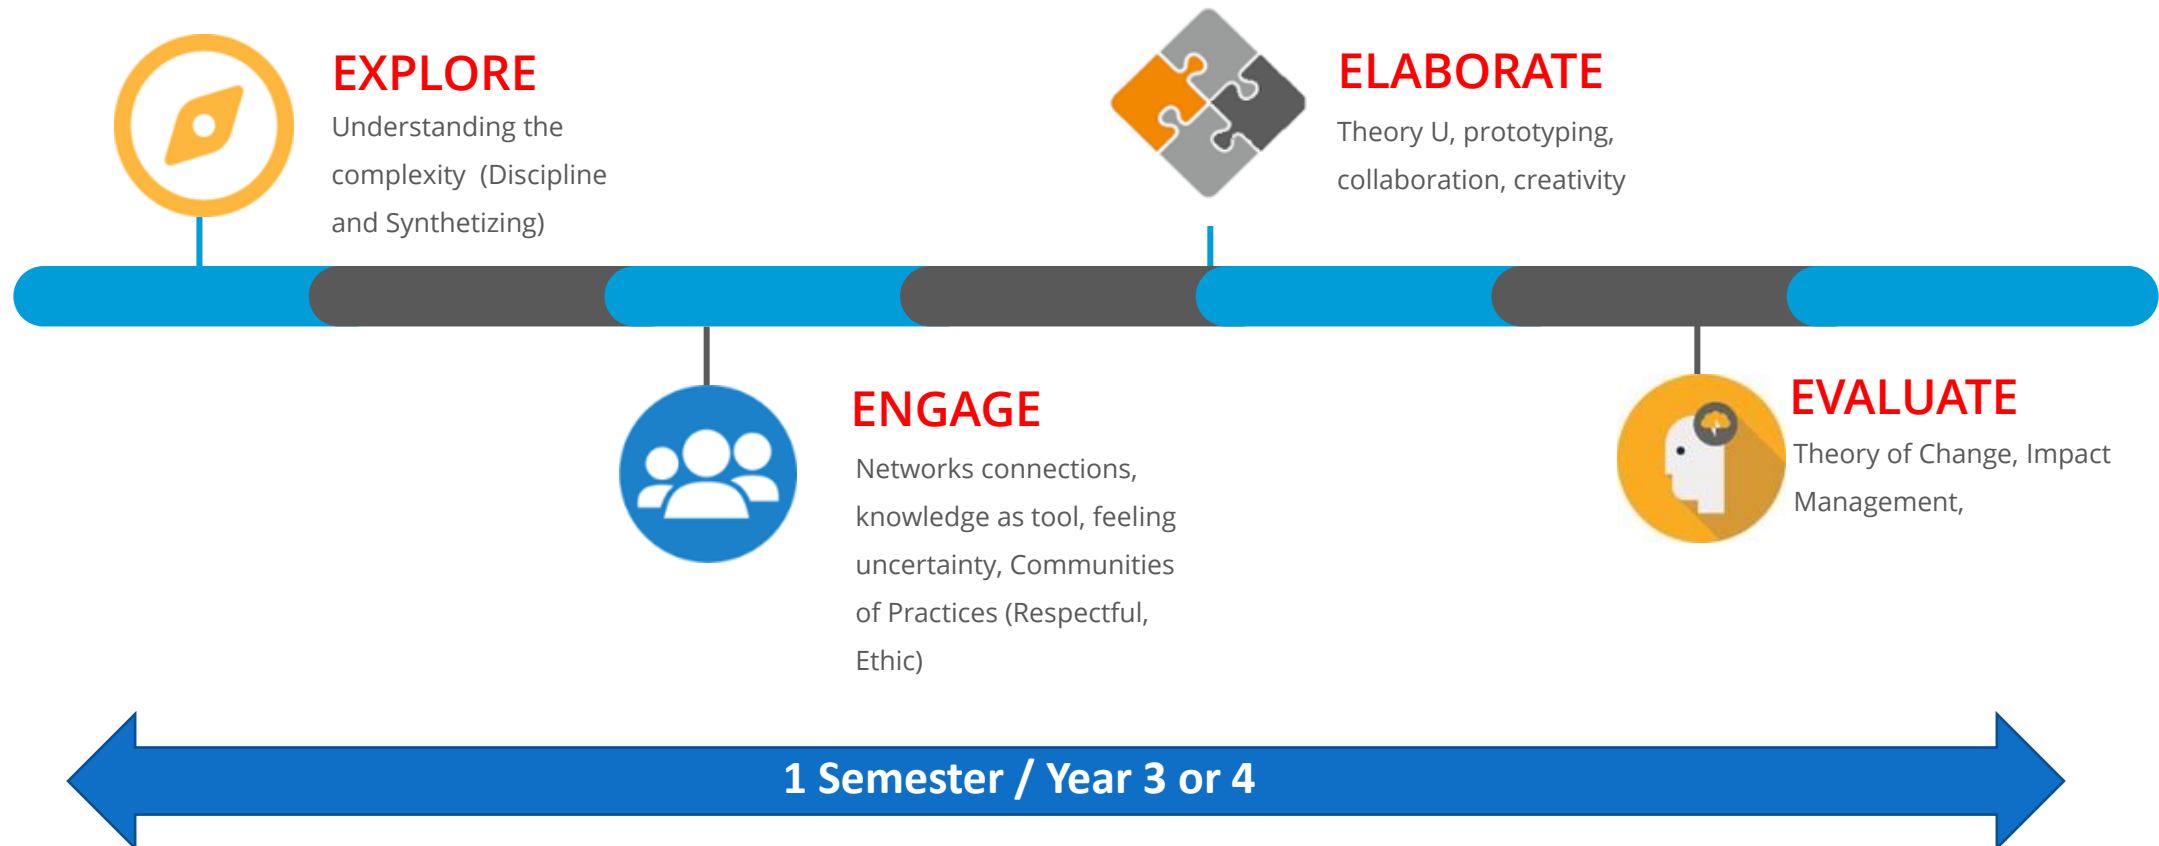 EXPLORE
Understanding the
complexity (Discipline
and Synthetizing)
ELABORATE
Theory U, prototyping,
collaboration, creativity
ENGAGE
Networks connections,
knowledge as tool, feeling
uncertainty, Communities
of Practices (Respectful,
Ethic)
EVALUATE
Theory of Change, Impact
Management,
1 Semester / Year 3 or 4